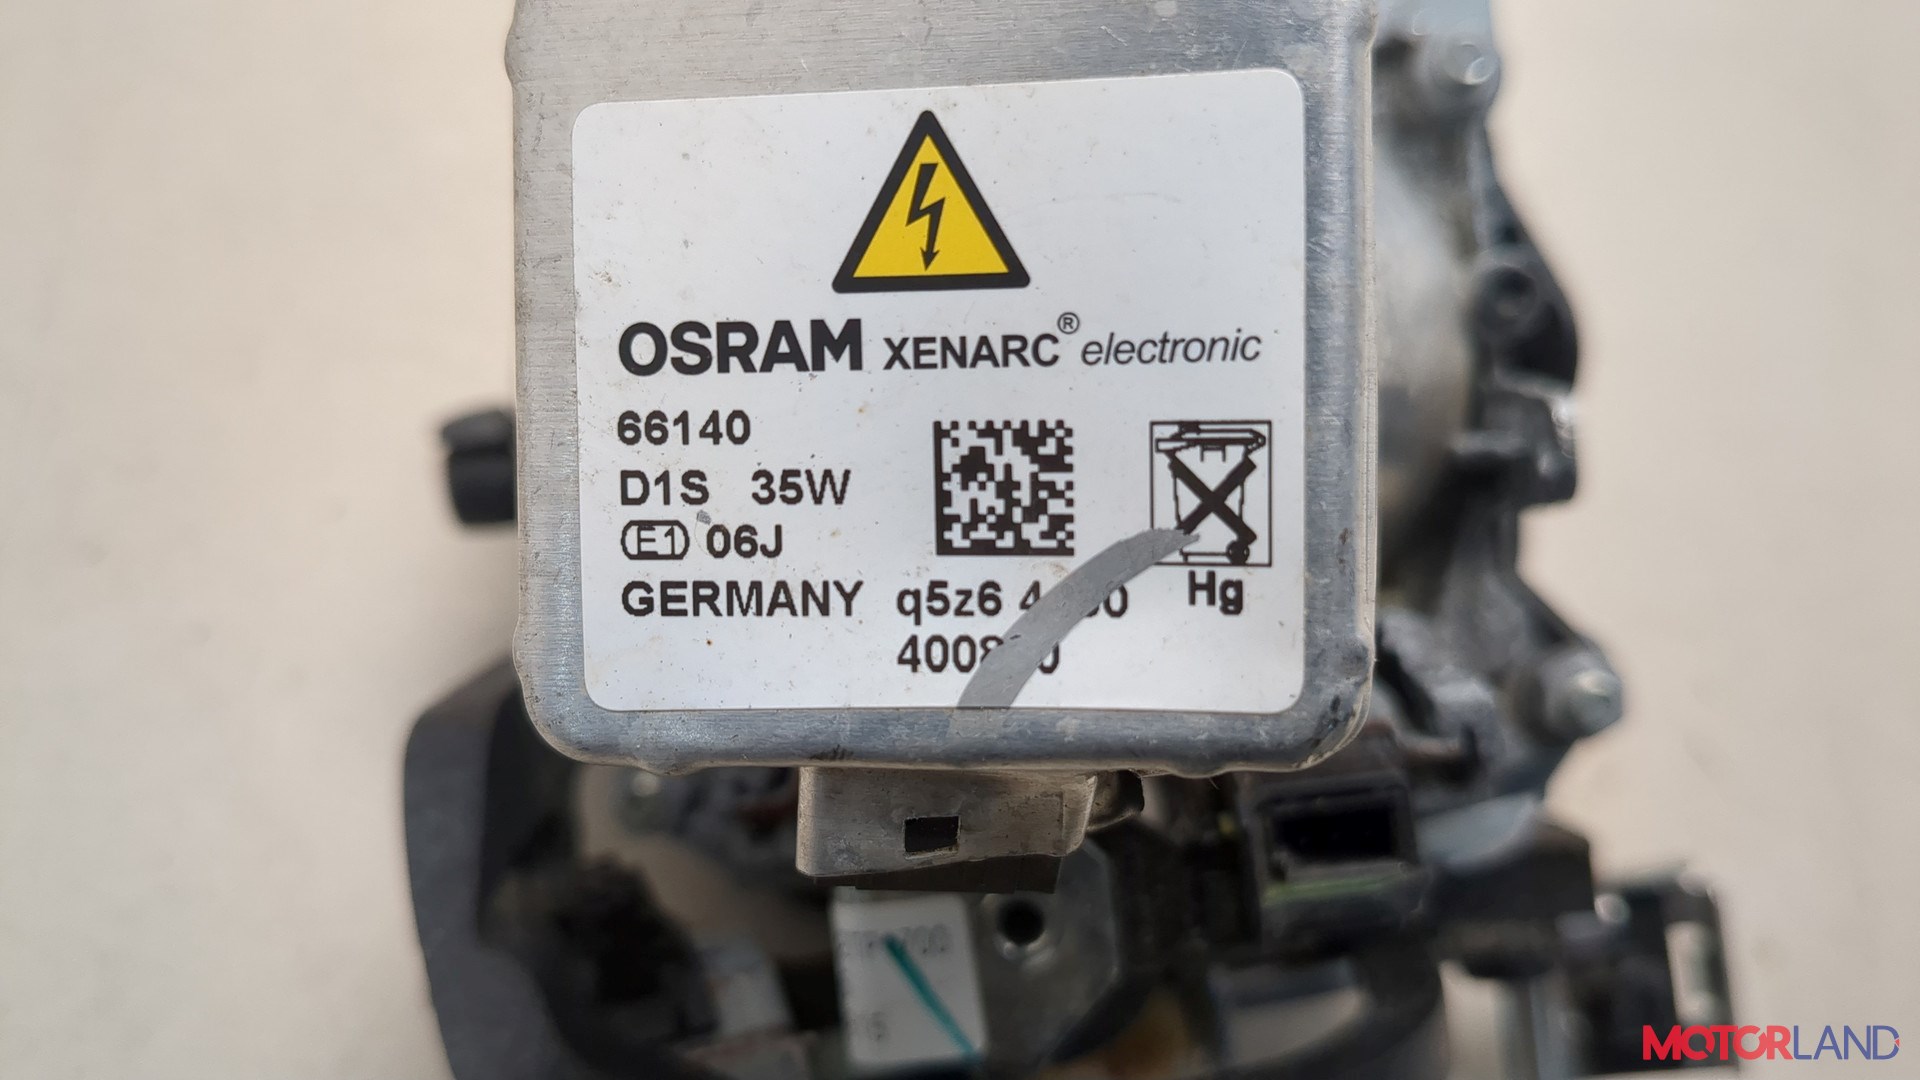 OSRAM XENARC® electronic
66140
D1S 35W
E1 06J
GERMANY q5z6
Hg
MOTORLAND